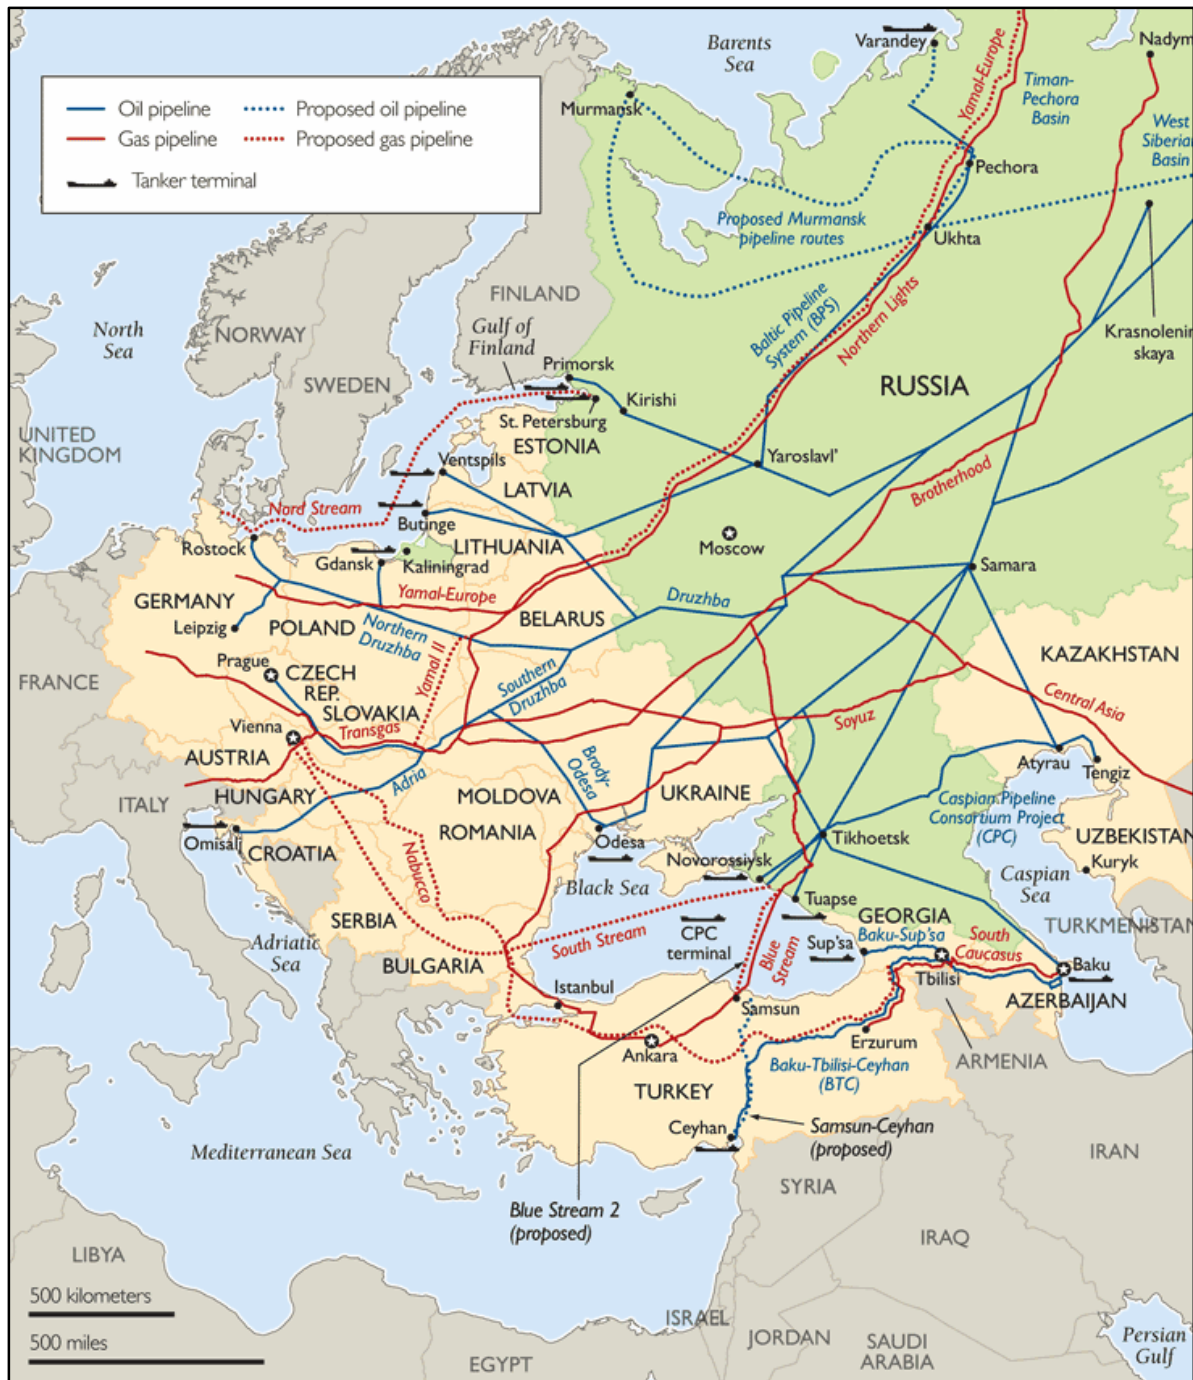 Barents
Sea
Varandey
Nadym
Murmansk
Yamal-Europe
Timan-
Pechora
Basin
West
Siberian
Basin
Oil pipeline
Proposed oil pipeline
Gas pipeline
Proposed gas pipeline
Tanker terminal
Pechora
Proposed Murmansk
pipeline routes
Ukhta
North
Sea
NORWAY
FINLAND
Gulf of
Finland
Baltic Pipeline
System (BPS)
Northern Lights
Krasnolenin
skaya
SWEDEN
Primorsk
Kirishi
RUSSIA
St. Petersburg
ESTONIA
UNITED
KINGDOM
Ventspils
LATVIA
Yaroslavl'
Brotherhood
Nord Stream
Butinge
LITHUANIA
Rostock
Gdansk
Kaliningrad
Moscow
Samara
GERMANY
Yamal-Europe
BELARUS
Druzhba
Leipzig
POLAND
Northern
Druzhba
Yamal II
Southern
Druzhba
KAZAKHSTAN
Prague
CZECH
REP.
FRANCE
SLOVAKIA
Transgas
Vienna
Soyuz
Central Asia
AUSTRIA
Adria
Brody-
Odesa
Atyrau
Tengiz
ITALY
HUNGARY
MOLDOVA
UKRAINE
Caspian Pipeline
Consortium Project
(CPC)
ROMANIA
Omisalj
CROATIA
Odesa
Tikhoetsk
UZBEKISTAN
Kuryk
Nabucco
Novorossiysk
Black Sea
Caspian
Sea
Tuapse
SERBIA
GEORGIA
TURKMENISTAN
Adriatic
Sea
South Stream
CPC
terminal
Blue
Stream
Sup'sa
Baku-Sup'sa
South
Caucasus
BULGARIA
Tbilisi
Baku
Istanbul
Samsun
AZERBAIJAN
Ankara
Erzurum
ARMENIA
TURKEY
Baku-Tbilisi-Ceyhan
(BTC)
Ceyhan
Samsun-Ceyhan
(proposed)
Mediterranean Sea
IRAN
SYRIA
Blue Stream 2
(proposed)
LIBYA
IRAQ
500 kilometers
500 miles
ISRAEL
JORDAN
SAUDI
ARABIA
Persian
Gulf
EGYPT